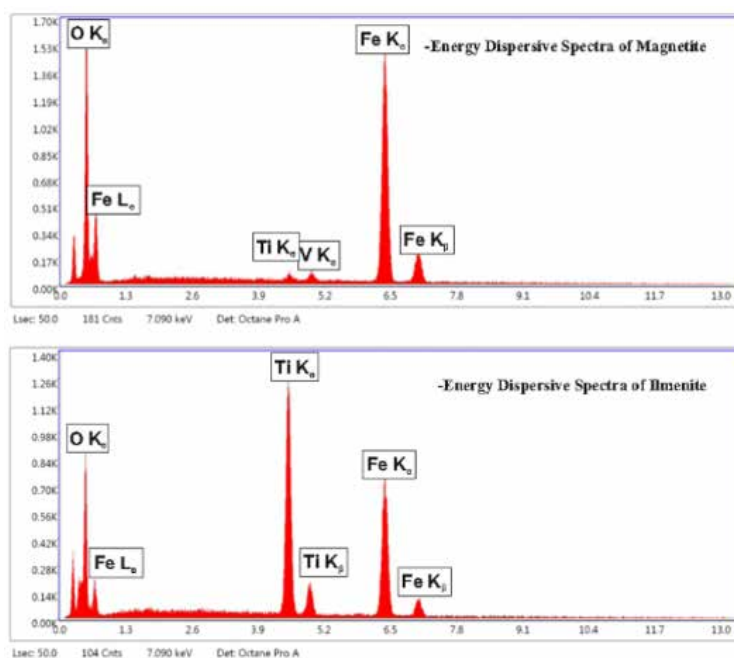 1.70K
O Kα
Fe Kα
-Energy Dispersive Spectra of Magnetite
1.53K
1.36K
1.19K
1.02K
0.85K
0.68K
0.51K
Fe Lα
0.34K
Ti Kα
V Kα
Fe Kβ
0.17K
0.00K
0.0 1.3 2.6 3.9 5.2 6.5 7.8 9.1 10.4 11.7 13.0
Lsec: 50.0 181 Cnts 7.090 keV Det: Octane Pro A
1.40K
Ti Kα
-Energy Dispersive Spectra of Ilmenite
1.26K
1.12K
O Kα
0.98K
0.84K
Fe Kα
0.70K
0.56K
0.42K
0.28K
Fe Lα
Ti Kβ
Fe Kβ
0.14K
0.00K
0.0 1.3 2.6 3.9 5.2 6.5 7.8 9.1 10.4 11.7 13.0
Lsec: 50.0 104 Cnts 7.090 keV Det: Octane Pro A